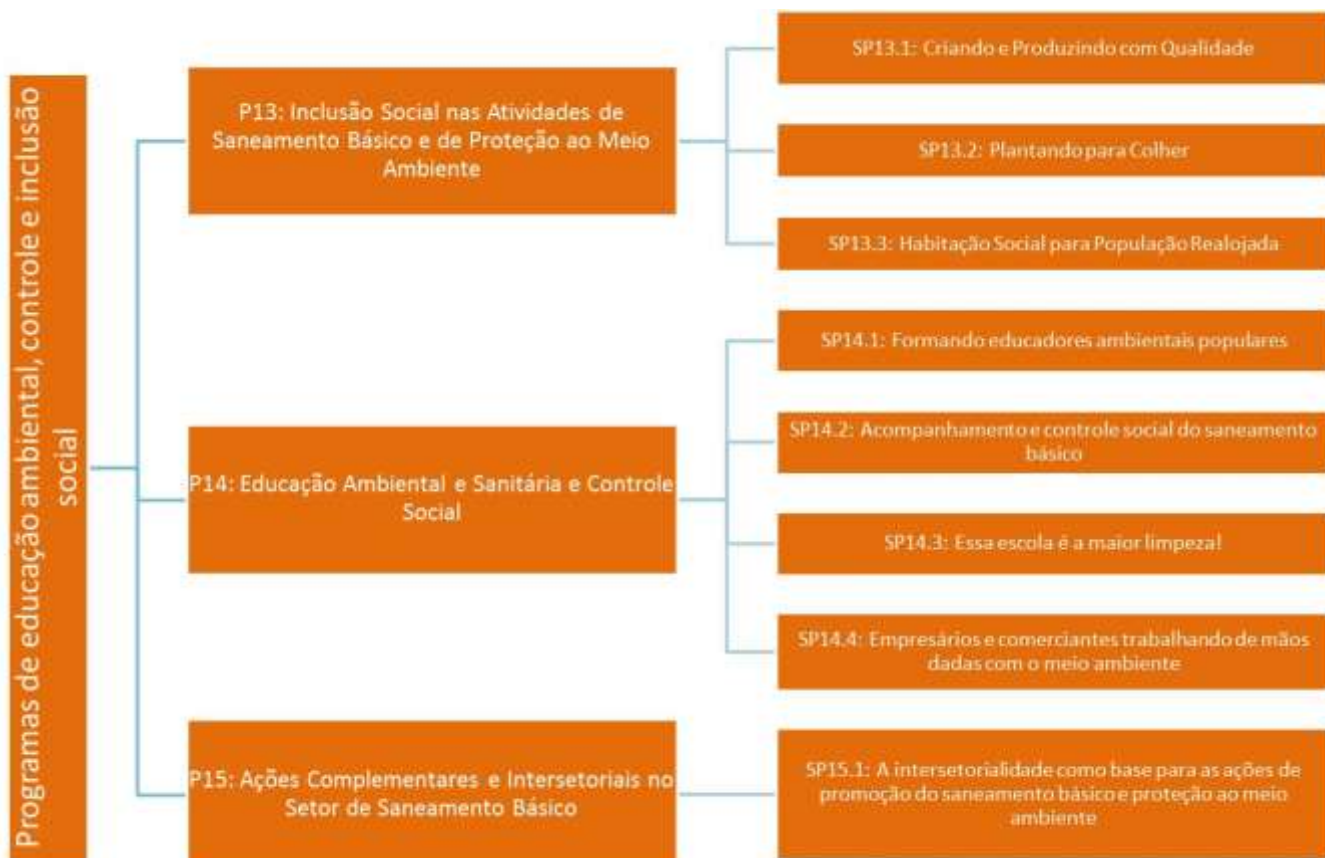 Programas de educação ambiental, controle e inclusão
social
P13: Inclusão Social nas Atividades de
Saneamento Básico e de Proteção ao Meio
Ambiente
SP13.1: Criando e Produzindo com Qualidade
SP13.2: Plantando para Colher
SP13.3: Habitação Social para População Realojada
P14: Educação Ambiental e Sanitária e Controle
Social
SP14.1: Formando educadores ambientais populares
SP14.2: Acompanhamento e controle social do saneamento
básico
SP14.3: Essa escola é a maior limpeza!
SP14.4: Empresários e comerciantes trabalhando de mãos
dadas com o meio ambiente
P15: Ações Complementares e Intersetoriais no
Setor de Saneamento Básico
SP15.1: A intersetorialidade como base para as ações de
promoção do saneamento básico e proteção ao meio
ambiente